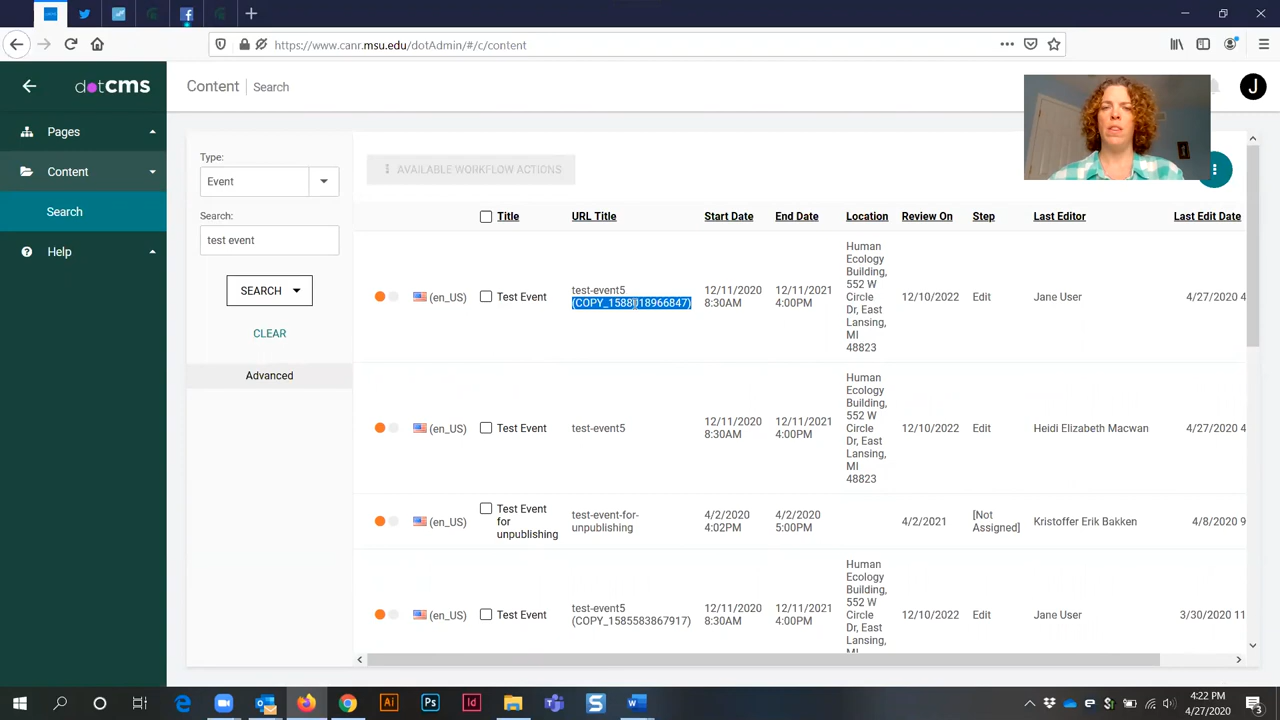 https://www.canr.msu.edu/dotAdmin/#/c/content
dotCMS
Content
Search
J
Pages
Content
Search
Help
Type:
Event
Search:
test event
SEARCH
CLEAR
Advanced
AVAILABLE WORKFLOW ACTIONS
Title
URL Title
Start Date
End Date
Location
Review On
Step
Last Editor
Last Edit Date
(en_US)
Test Event
test-event5
(COPY_1588018966847)
12/11/2020
8:30AM
12/11/2021
4:00PM
Human
Ecology
Building,
552 W
Circle
Dr, East
Lansing,
MI
48823
12/10/2022
Edit
Jane User
4/27/2020 4
(en_US)
Test Event
test-event5
12/11/2020
8:30AM
12/11/2021
4:00PM
Human
Ecology
Building,
552 W
Circle
Dr, East
Lansing,
MI
48823
12/10/2022
Edit
Heidi Elizabeth Macwan
4/27/2020 4
(en_US)
Test Event
for
unpublishing
test-event-for-
unpublishing
4/2/2020
4:02PM
4/2/2020
5:00PM
4/2/2021
[Not
Assigned]
Kristoffer Erik Bakken
4/8/2020 9
(en_US)
Test Event
test-event5
(COPY_1585583867917)
12/11/2020
8:30AM
12/11/2021
4:00PM
Human
Ecology
Building,
552 W
Circle
Dr, East
Lansing,
MI
12/10/2022
Edit
Jane User
3/30/2020 11
Ai
Ps
Id
4:22 PM
4/27/2020
3